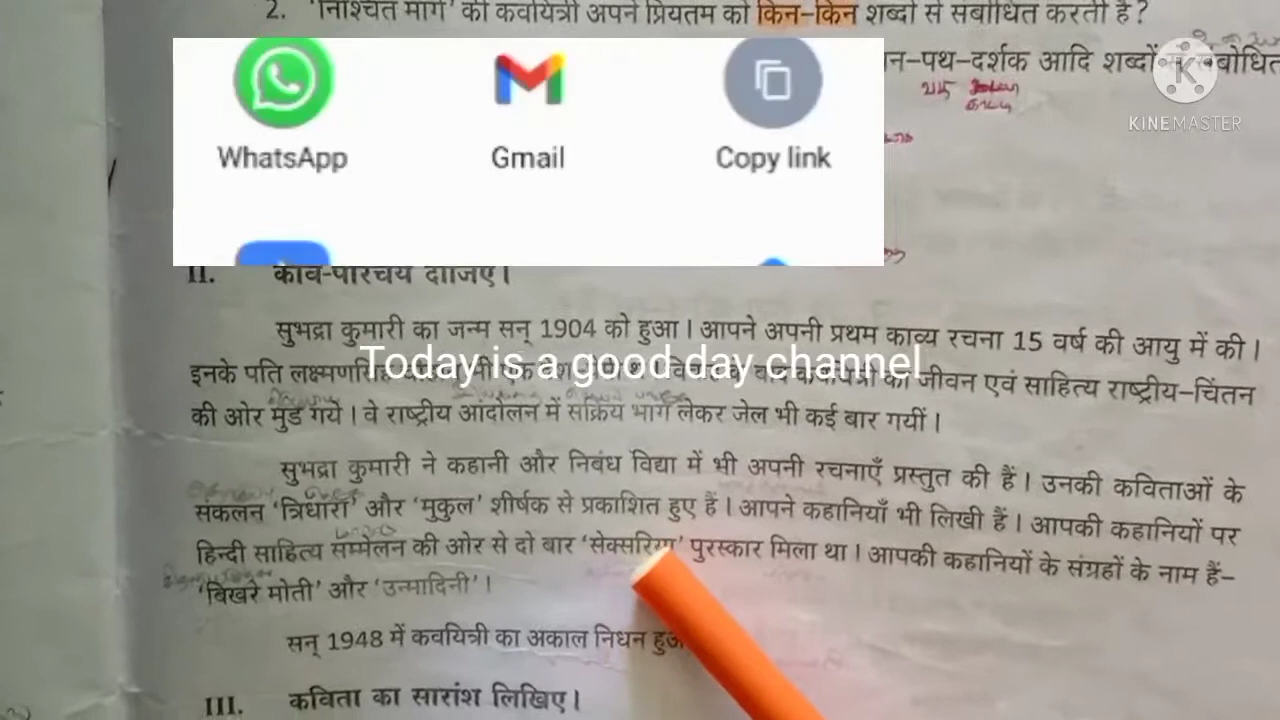 2. 'निश्चित मार्ग' की कवयित्री अपने प्रियतम को किन-किन शब्दों से संबोधित करती है?
न-पथ-दर्शक आदि शब्दों संबोधित
KINEMASTER
WhatsApp Gmail Copy link
II. कवि-परिचय दीजिए।
सुभद्रा कुमारी का जन्म सन् 1904 को हुआ। आपने अपनी प्रथम काव्य रचना 15 वर्ष की आयु में की।
Today is a good day channel
इनके पति जीवन एवं साहित्य राष्ट्रीय-चिंतन
की ओर मुड गये। वे राष्ट्रीय आंदोलन में सक्रिय भाग लेकर जेल भी कई बार गयीं।
सुभद्रा कुमारी ने कहानी और निबंध विद्या में भी अपनी रचनाएँ प्रस्तुत की हैं। उनकी कविताओं के
संकलन 'त्रिधारा' और 'मुकुल' शीर्षक से प्रकाशित हुए हैं। आपने कहानियाँ भी लिखी हैं। आपकी कहानियों पर
हिन्दी साहित्य सम्मेलन की ओर से दो बार 'सेक्सरिया' पुरस्कार मिला था। आपकी कहानियों के संग्रहों के नाम हैं-
'बिखरे मोती' और 'उन्मादिनी'।
सन् 1948 में कवयित्री का अकाल निधन
III. कविता का सारांश लिखिए।